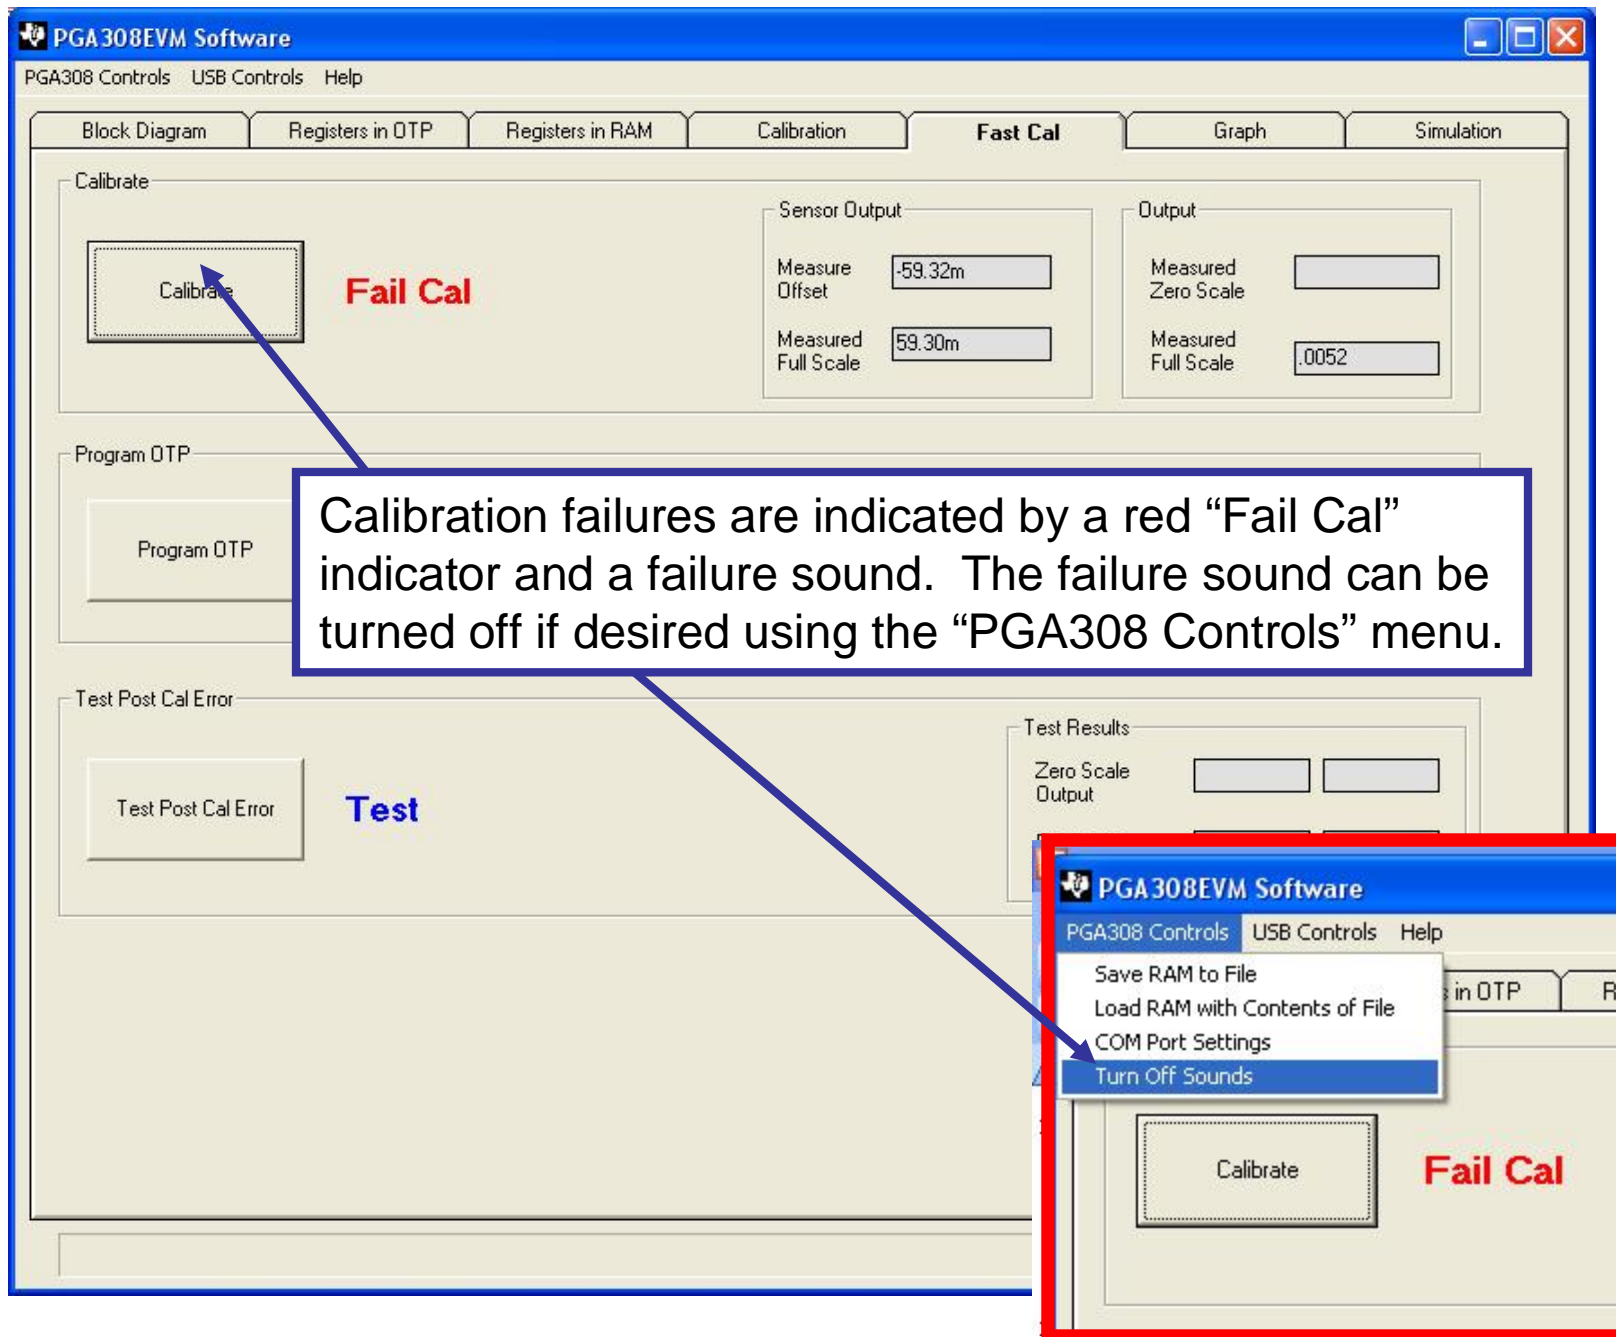 PGA308EVM Software
PGA308 Controls USB Controls Help
Block Diagram Registers in OTP Registers in RAM Calibration Fast Cal Graph Simulation
Calibrate
Calibrate
Fail Cal
Sensor Output
Measure Offset -59.32m
Measured Full Scale 59.30m
Output
Measured Zero Scale
Measured Full Scale .0052
Program OTP
Program OTP
Calibration failures are indicated by a red “Fail Cal”
indicator and a failure sound. The failure sound can be
turned off if desired using the “PGA308 Controls” menu.
Test Post Cal Error
Test Post Cal Error
Test
Test Results
Zero Scale
Output
PGA308EVM Software
PGA308 Controls USB Controls Help
Save RAM to File
Load RAM with Contents of File
COM Port Settings
Turn Off Sounds
in OTP R
Calibrate
Fail Cal